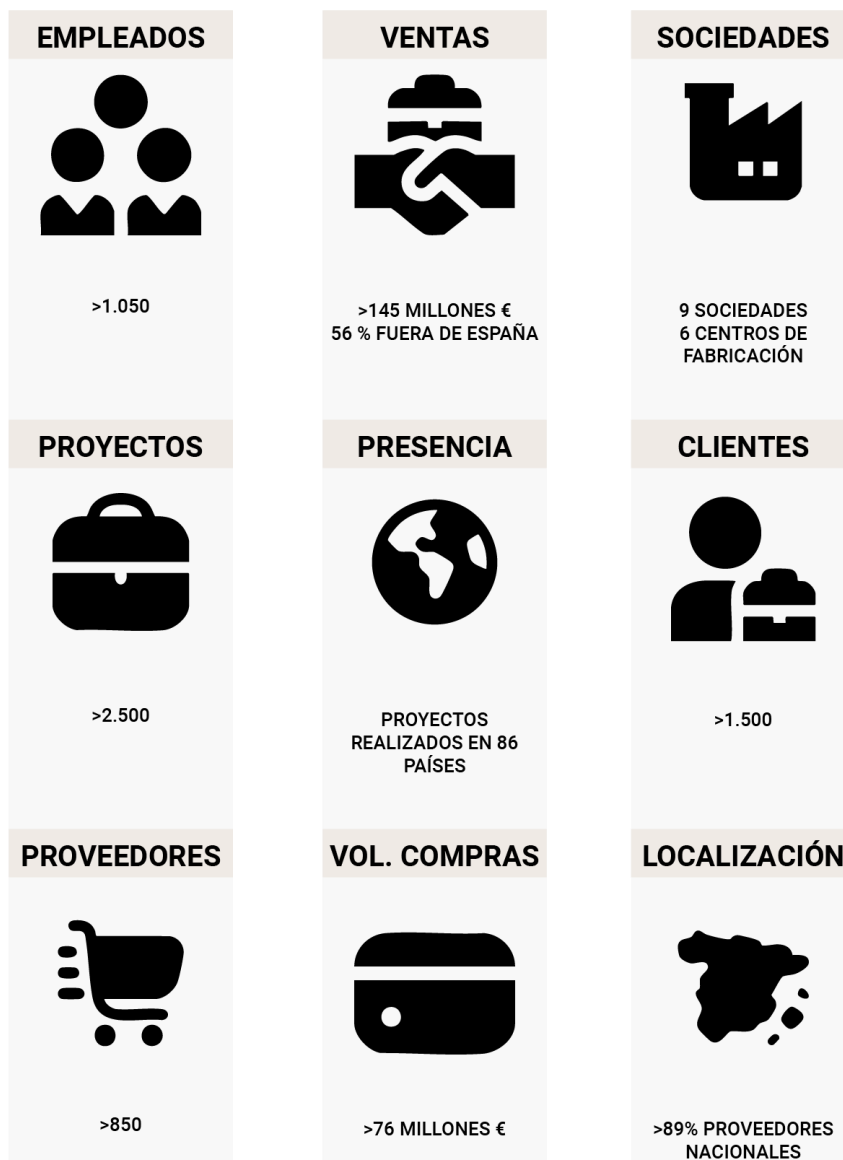 EMPLEADOS
>1.050
VENTAS
>145 MILLONES €
56 % FUERA DE ESPAÑA
SOCIEDADES
9 SOCIEDADES
6 CENTROS DE
FABRICACIÓN
PROYECTOS
>2.500
PRESENCIA
PROYECTOS
REALIZADOS EN 86
PAÍSES
CLIENTES
>1.500
PROVEEDORES
>850
VOL. COMPRAS
>76 MILLONES €
LOCALIZACIÓN
>89% PROVEEDORES
NACIONALES